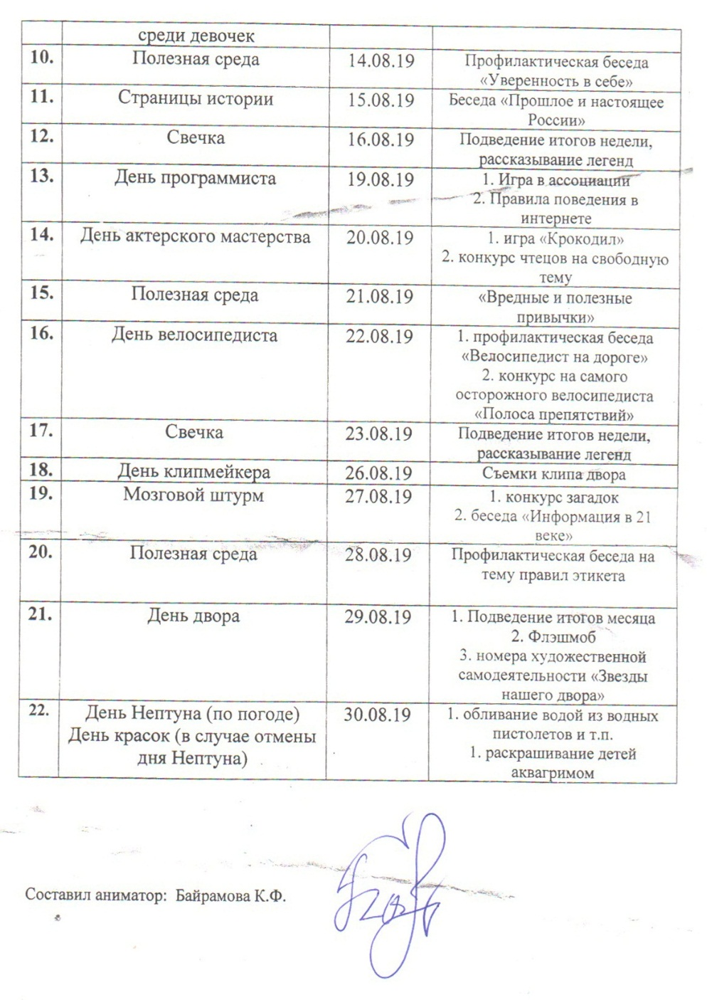 среди девочек
10. Полезная среда 14.08.19 Профилактическая беседа
«Уверенность в себе»
11. Страницы истории 15.08.19 Беседа «Прошлое и настоящее
России»
12. Свечка 16.08.19 Подведение итогов недели,
рассказывание легенд
13. День программиста 19.08.19 1. Игра в ассоциации
2. Правила поведения в
интернете
14. День актерского мастерства 20.08.19 1. игра «Крокодил»
2. конкурс чтецов на свободную
тему
15. Полезная среда 21.08.19 «Вредные и полезные
привычки»
16. День велосипедиста 22.08.19 1. профилактическая беседа
«Велосипедист на дороге»
2. конкурс на самого
осторожного велосипедиста
«Полоса препятствий»
17. Свечка 23.08.19 Подведение итогов недели,
рассказывание легенд
18. День клипмейкера 26.08.19 Съемки клипа двора
19. Мозговой штурм 27.08.19 1. конкурс загадок
2. беседа «Информация в 21
веке»
20. Полезная среда 28.08.19 Профилактическая беседа на
тему правил этикета
21. День двора 29.08.19 1. Подведение итогов месяца
2. Флэшмоб
3. номера художественной
самодеятельности «Звезды
нашего двора»
22. День Нептуна (по погоде) 30.08.19 1. обливание водой из водных
День красок (в случае отмены пистолетов и т.п.
дня Нептуна) 1. раскрашивание детей
аквагримом
Составил аниматор: Байрамова К.Ф.